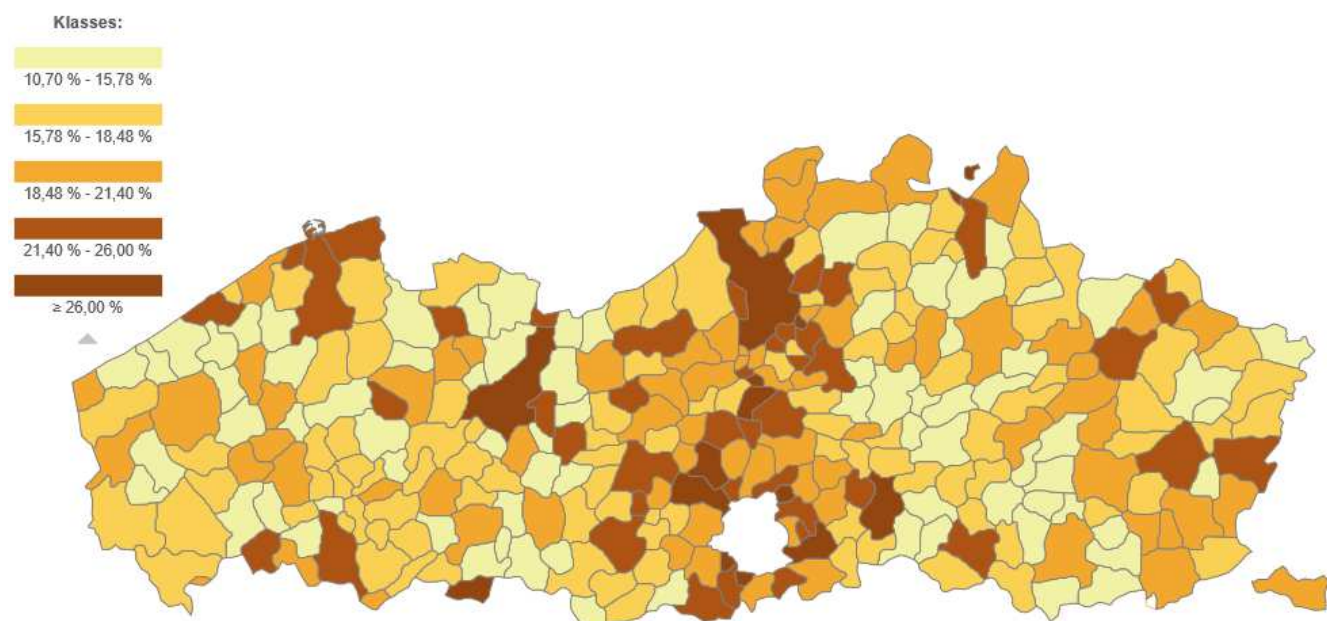 Klasses:
10,70 % - 15,78 %
15,78 % - 18,48 %
18,48 % - 21,40 %
21,40 % - 26,00 %
≥ 26,00 %